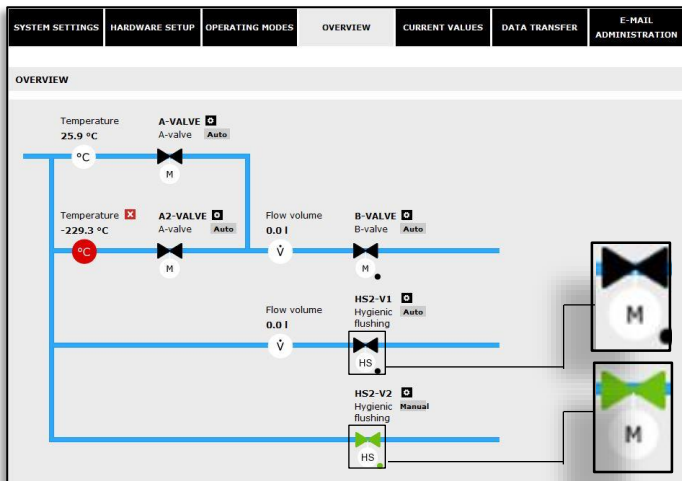 SYSTEM SETTINGS
HARDWARE SETUP
OPERATING MODES
OVERVIEW
CURRENT VALUES
DATA TRANSFER
E-MAIL
ADMINISTRATION
OVERVIEW
Temperature
25.9 °C
°C
A-VALVE
A-valve Auto
M
Temperature
-229.3 °C
°C
A2-VALVE
A-valve Auto
M
Flow volume
0.0 l
V̇
B-VALVE
B-valve Auto
M
Flow volume
0.0 l
V̇
HS2-V1
Hygienic Auto
flushing
HS
M
HS2-V2
Hygienic Manual
flushing
HS
M